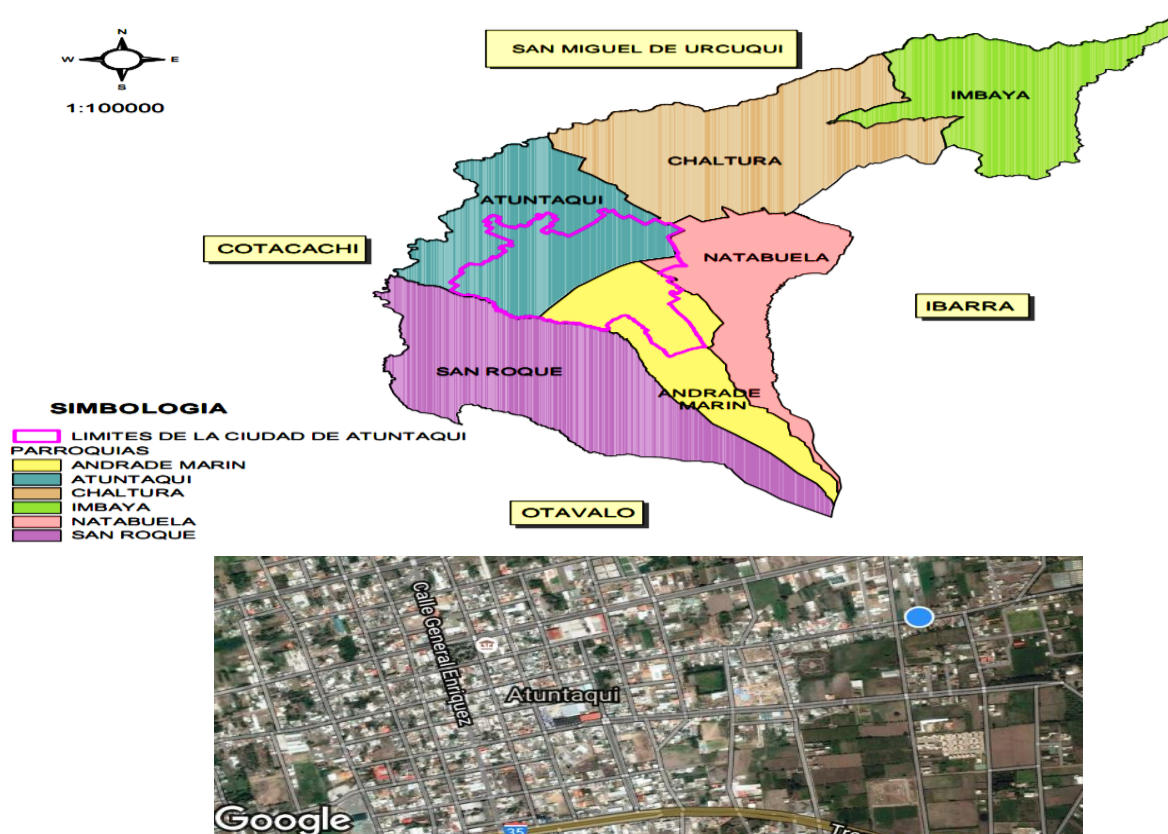 N
W E
S
1:100000
SAN MIGUEL DE URCUQUI
IMBAYA
CHALTURA
ATUNTAQUI
COTACACHI
NATABUELA
IBARRA
SAN ROQUE
ANDRADE
MARIN
SIMBOLOGIA
LIMITES DE LA CIUDAD DE ATUNTAQUI
PARROQUIAS
ANDRADE MARIN
ATUNTAQUI
CHALTURA
IMBAYA
NATABUELA
SAN ROQUE
OTAVALO
Calle General Enriquez
Atuntaqui
Google
35